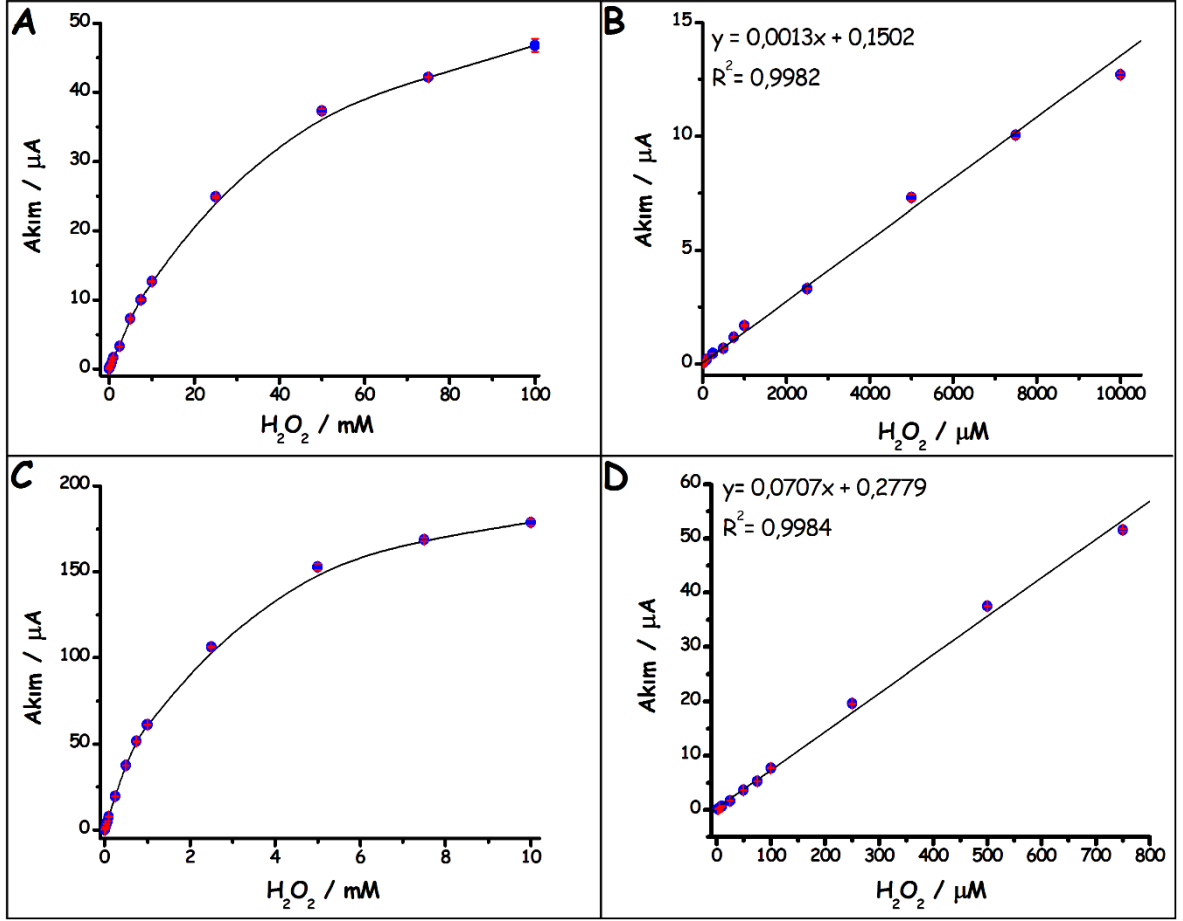 A
50
40
30
20
10
0
Akım / µA
0 20 40 60 80 100
H₂O₂ / mM
B
y = 0,0013x + 0,1502
R² = 0,9982
15
10
5
0
Akım / µA
0 2000 4000 6000 8000 10000
H₂O₂ / µM
C
200
150
100
50
0
Akım / µA
0 2 4 6 8 10
H₂O₂ / mM
D
y= 0,0707x + 0,2779
R² = 0,9984
60
50
40
30
20
10
0
Akım / µA
0 100 200 300 400 500 600 700 800
H₂O₂ / µM